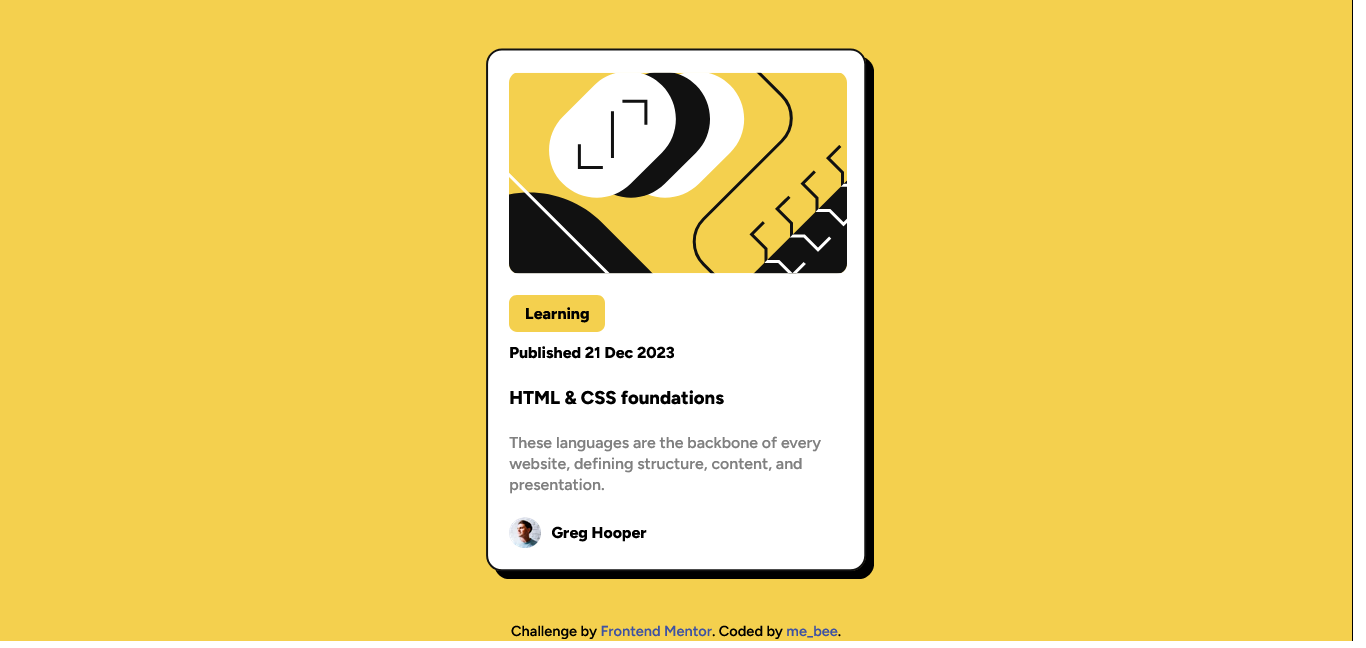 Learning
Published 21 Dec 2023
HTML & CSS foundations
These languages are the backbone of every
website, defining structure, content, and
presentation.
Greg Hooper
Challenge by Frontend Mentor. Coded by me_bee.